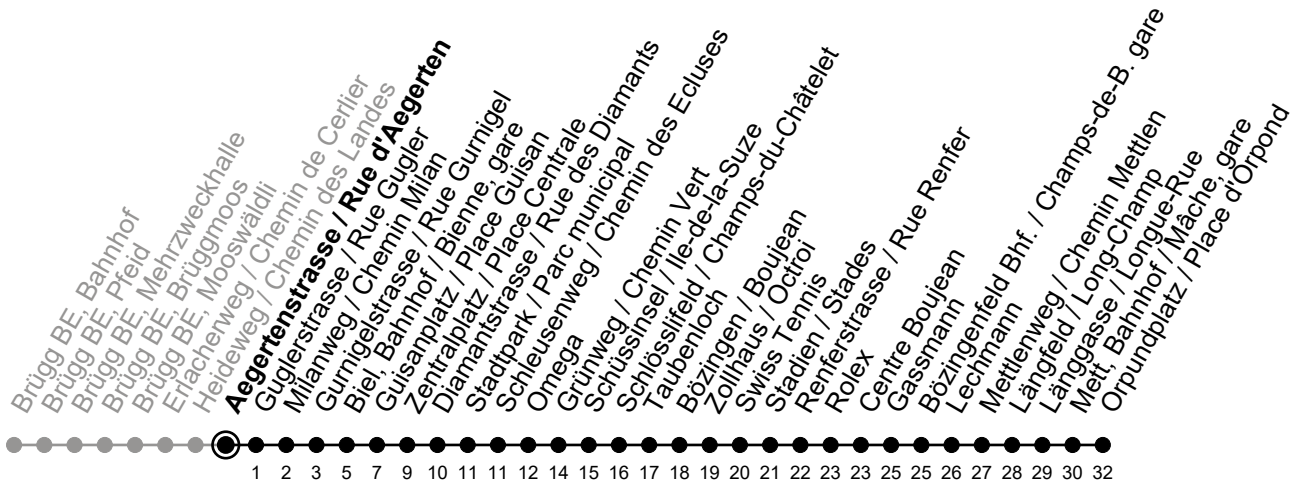 Brügg BE, Bahnhof
Brügg BE, Pfeid
Brügg BE, Mehrzweckhalle
Brügg BE, Brüggmoos
Brügg BE, Mooswäldli
Erlachenweg / Chemin de Cerlier
Heideweg / Chemin des Landes
Aegertenstrasse / Rue d'Aegerten
Guglerstrasse / Rue Gugler
Milanweg / Chemin Milan
Gurnigelstrasse / Rue Gurnigel
Biel, Bahnhof / Bienne, gare
Guisanplatz / Place Guisan
Zentralplatz / Place Centrale
Diamantstrasse / Rue des Diamants
Stadtpark / Parc municipal
Schleusenweg / Chemin des Ecluses
Omega
Grünweg / Chemin Vert
Schüssinsel / Ile-de-la-Suze
Schlösslifeld / Champs-du-Châtelet
Taubenloch
Bözingen / Boujean
Zollhaus / Octroi
Swiss Tennis
Stadien / Stades
Renferstrasse / Rue Renfer
Rolex
Centre Boujean
Gassmann
Bözingenfeld Bhf. / Champs-de-B. gare
Lechmann
Mettlenweg / Chemin Mettlen
Längfeld / Long-Champ
Länggasse / Longue-Rue
Mett, Bahnhof / Mâche, gare
Orpundplatz / Place d'Orpond
1 2 3 5 7 9 10 11 11 12 14 15 16 17 18 19 20 21 22 23 23 25 25 26 27 28 29 30 32